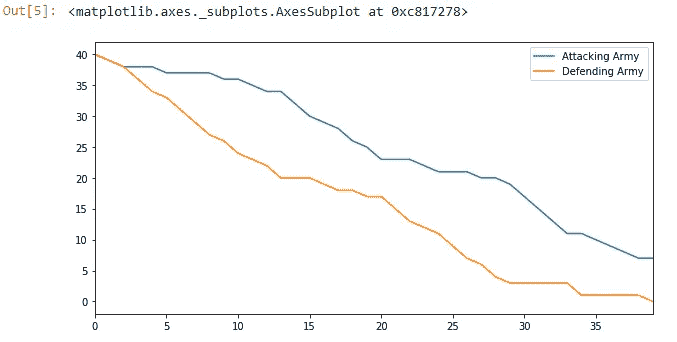 Out[5]: <matplotlib.axes._subplots.AxesSubplot at 0xc817278>
Attacking Army
Defending Army
40
35
30
25
20
15
10
5
0
0 5 10 15 20 25 30 35